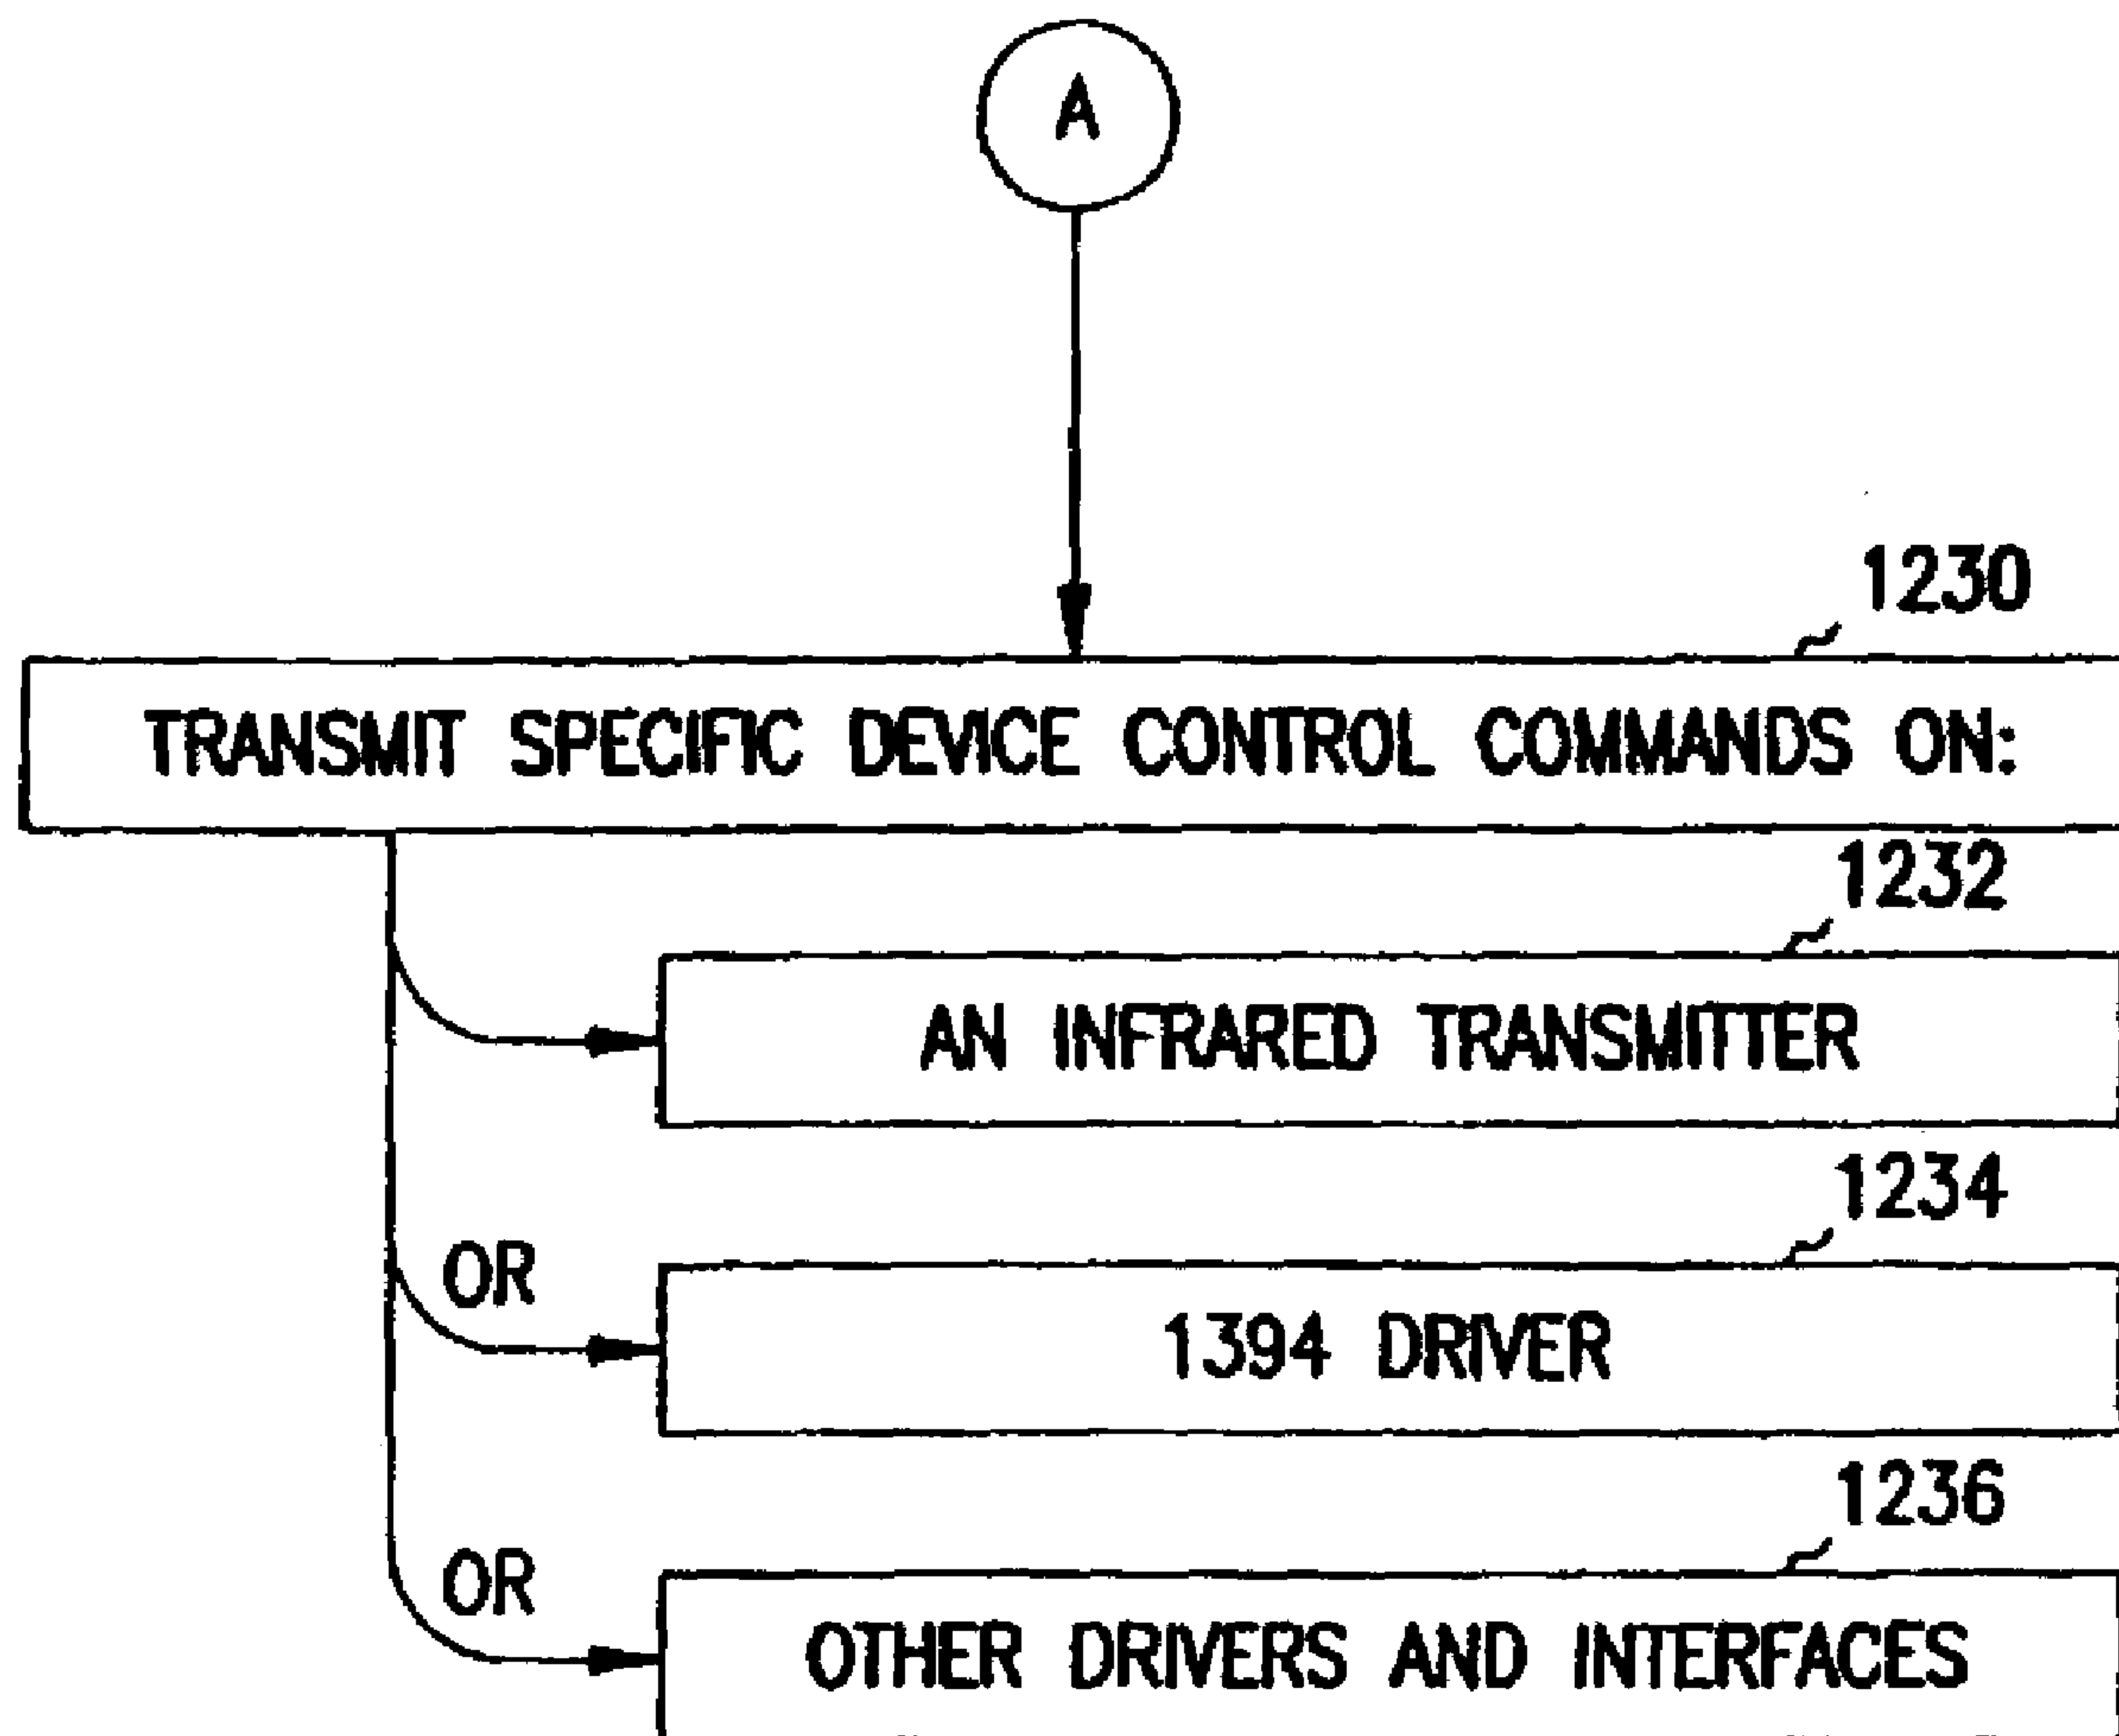 A
1230
TRANSMIT SPECIFIC DEVICE CONTROL COMMANDS ON:
1232
AN INFRARED TRANSMITTER
1234
OR
1394 DRIVER
1236
OR
OTHER DRIVERS AND INTERFACES